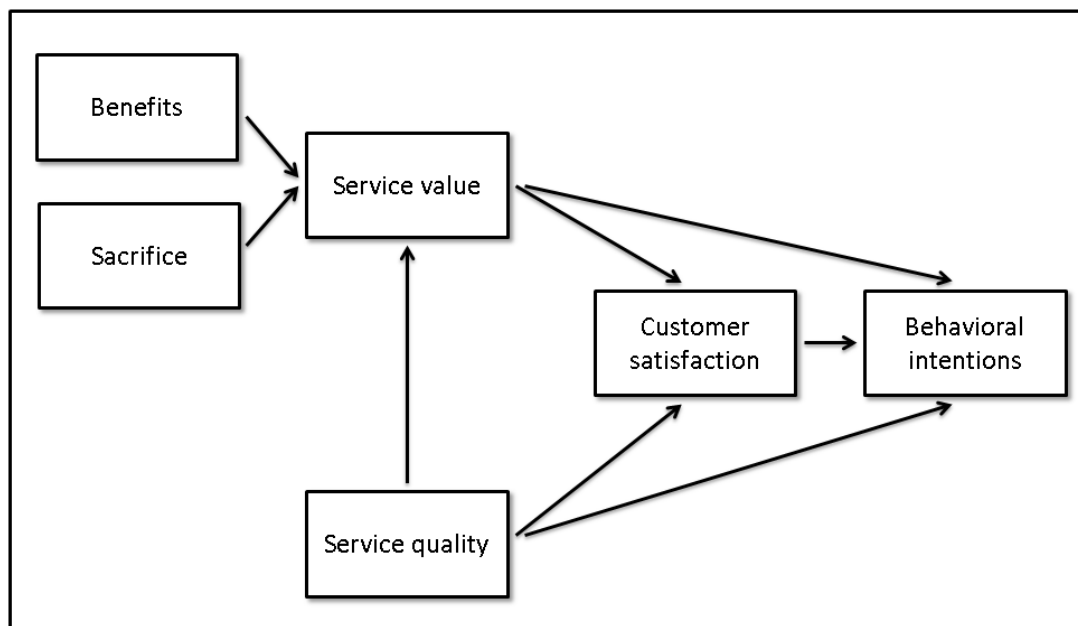 Benefits
Service value
Sacrifice
Customer
satisfaction
Behavioral
intentions
Service quality